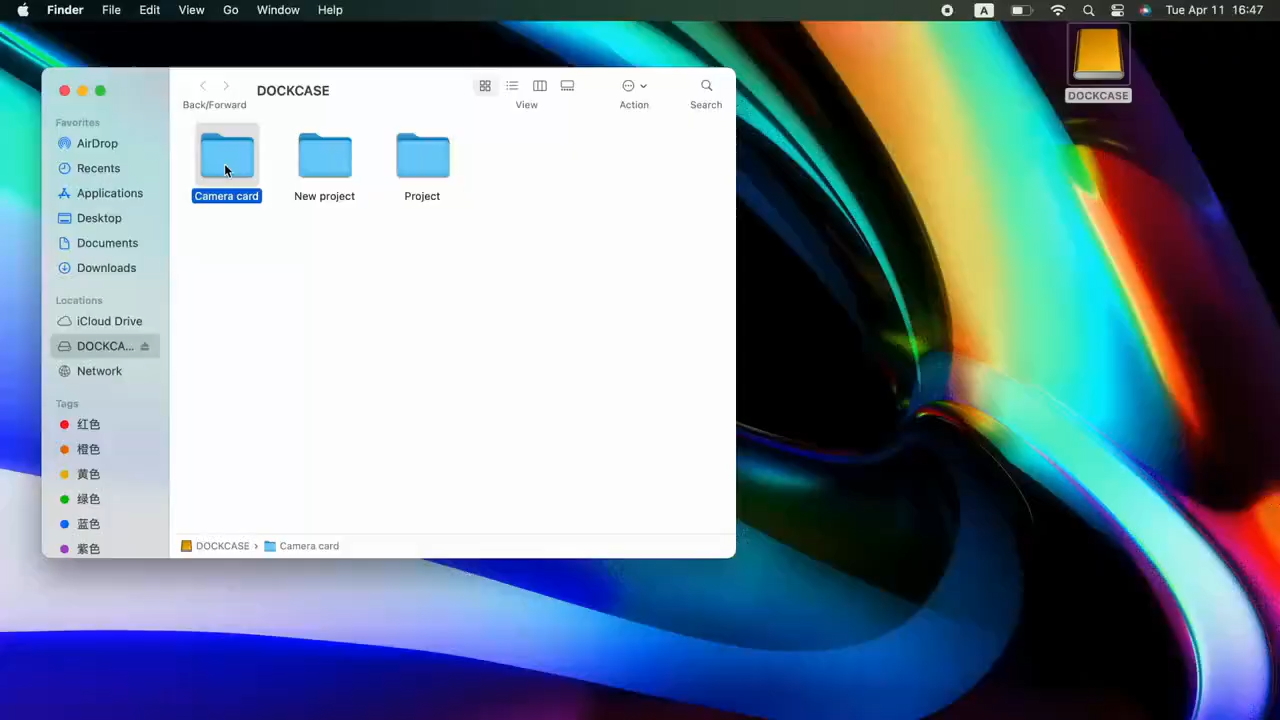 Finder File Edit View Go Window Help A Tue Apr 11 16:47
DOCKCASE
DOCKCASE
Back/Forward View Action Search
Favorites
AirDrop
Recents
Applications
Desktop
Documents
Downloads
Locations
iCloud Drive
DOCKCA...
Network
Tags
红色
橙色
黄色
绿色
蓝色
紫色
Camera card New project Project
DOCKCASE › Camera card